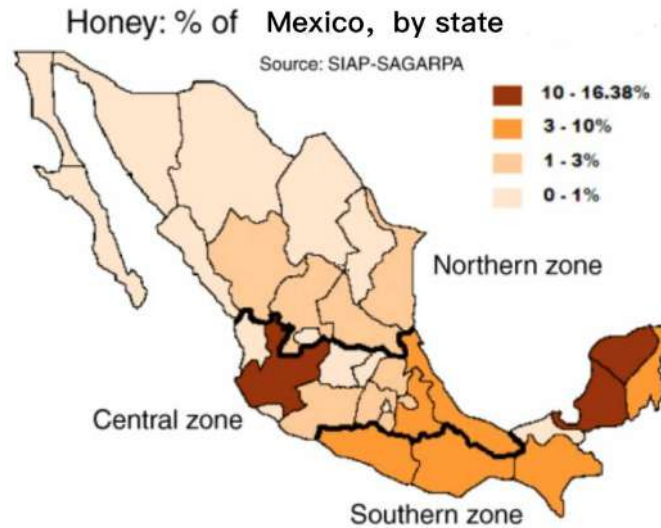 Honey: % of Mexico, by state
Source: SIAP-SAGARPA
10 - 16.38%
3 - 10%
1 - 3%
0 - 1%
Northern zone
Central zone
Southern zone